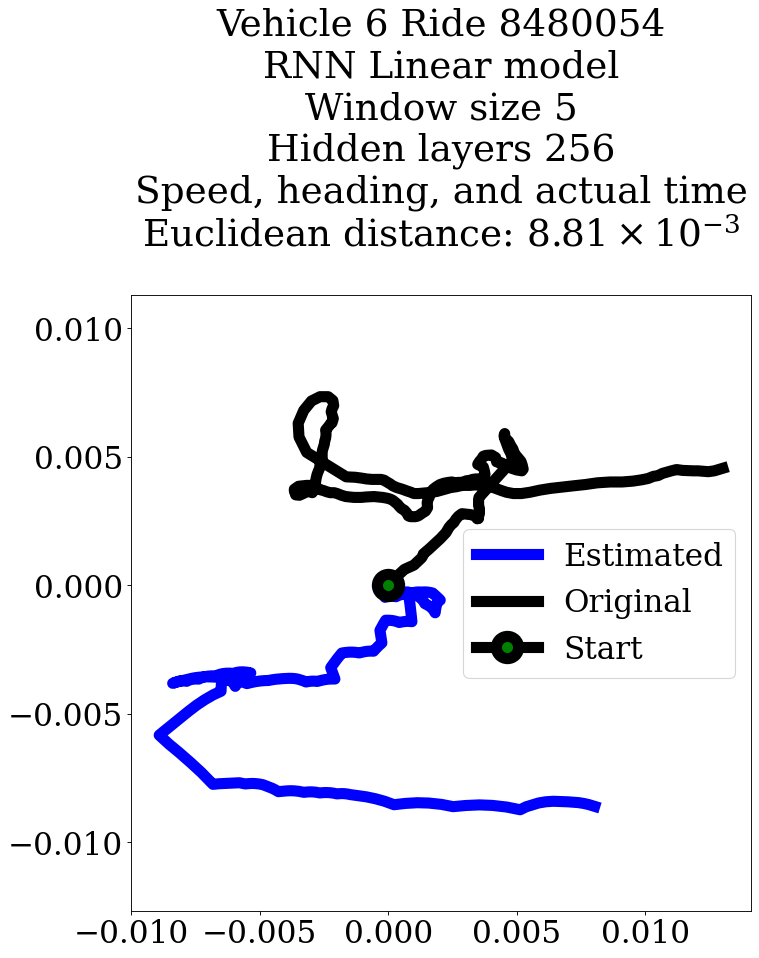 Vehicle 6 Ride 8480054
RNN Linear model
Window size 5
Hidden layers 256
Speed, heading, and actual time
Euclidean distance: 8.81 × 10⁻³
0.010
0.005
0.000
−0.005
−0.010
Estimated
Original
Start
−0.010 −0.005 0.000 0.005 0.010